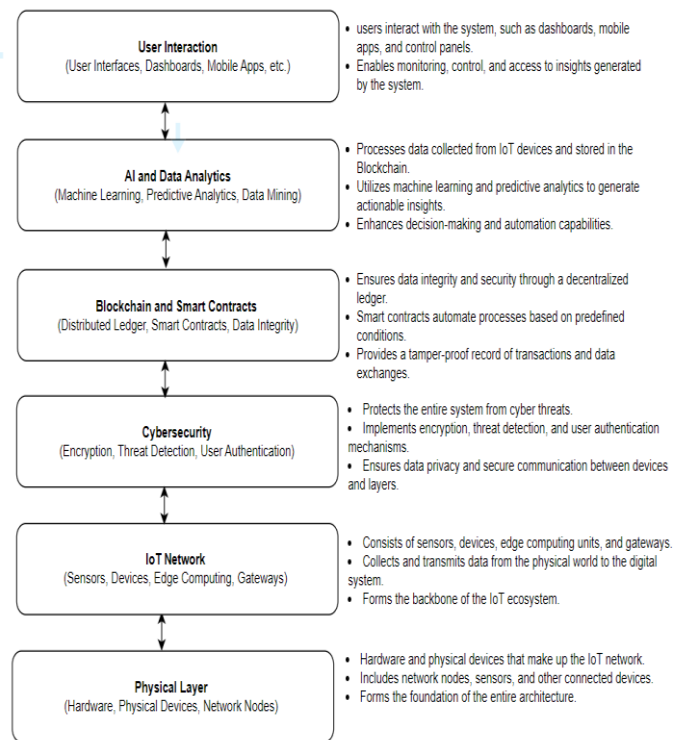 User Interaction
(User Interfaces, Dashboards, Mobile Apps, etc.)
• users interact with the system, such as dashboards, mobile
apps, and control panels.
• Enables monitoring, control, and access to insights generated
by the system.
AI and Data Analytics
(Machine Learning, Predictive Analytics, Data Mining)
• Processes data collected from IoT devices and stored in the
Blockchain.
• Utilizes machine learning and predictive analytics to generate
actionable insights.
• Enhances decision-making and automation capabilities.
Blockchain and Smart Contracts
(Distributed Ledger, Smart Contracts, Data Integrity)
• Ensures data integrity and security through a decentralized
ledger.
• Smart contracts automate processes based on predefined
conditions.
• Provides a tamper-proof record of transactions and data
exchanges.
Cybersecurity
(Encryption, Threat Detection, User Authentication)
• Protects the entire system from cyber threats.
• Implements encryption, threat detection, and user authentication
mechanisms.
• Ensures data privacy and secure communication between devices
and layers.
IoT Network
(Sensors, Devices, Edge Computing, Gateways)
• Consists of sensors, devices, edge computing units, and gateways.
• Collects and transmits data from the physical world to the digital
system.
• Forms the backbone of the IoT ecosystem.
Physical Layer
(Hardware, Physical Devices, Network Nodes)
• Hardware and physical devices that make up the IoT network.
• Includes network nodes, sensors, and other connected devices.
• Forms the foundation of the entire architecture.